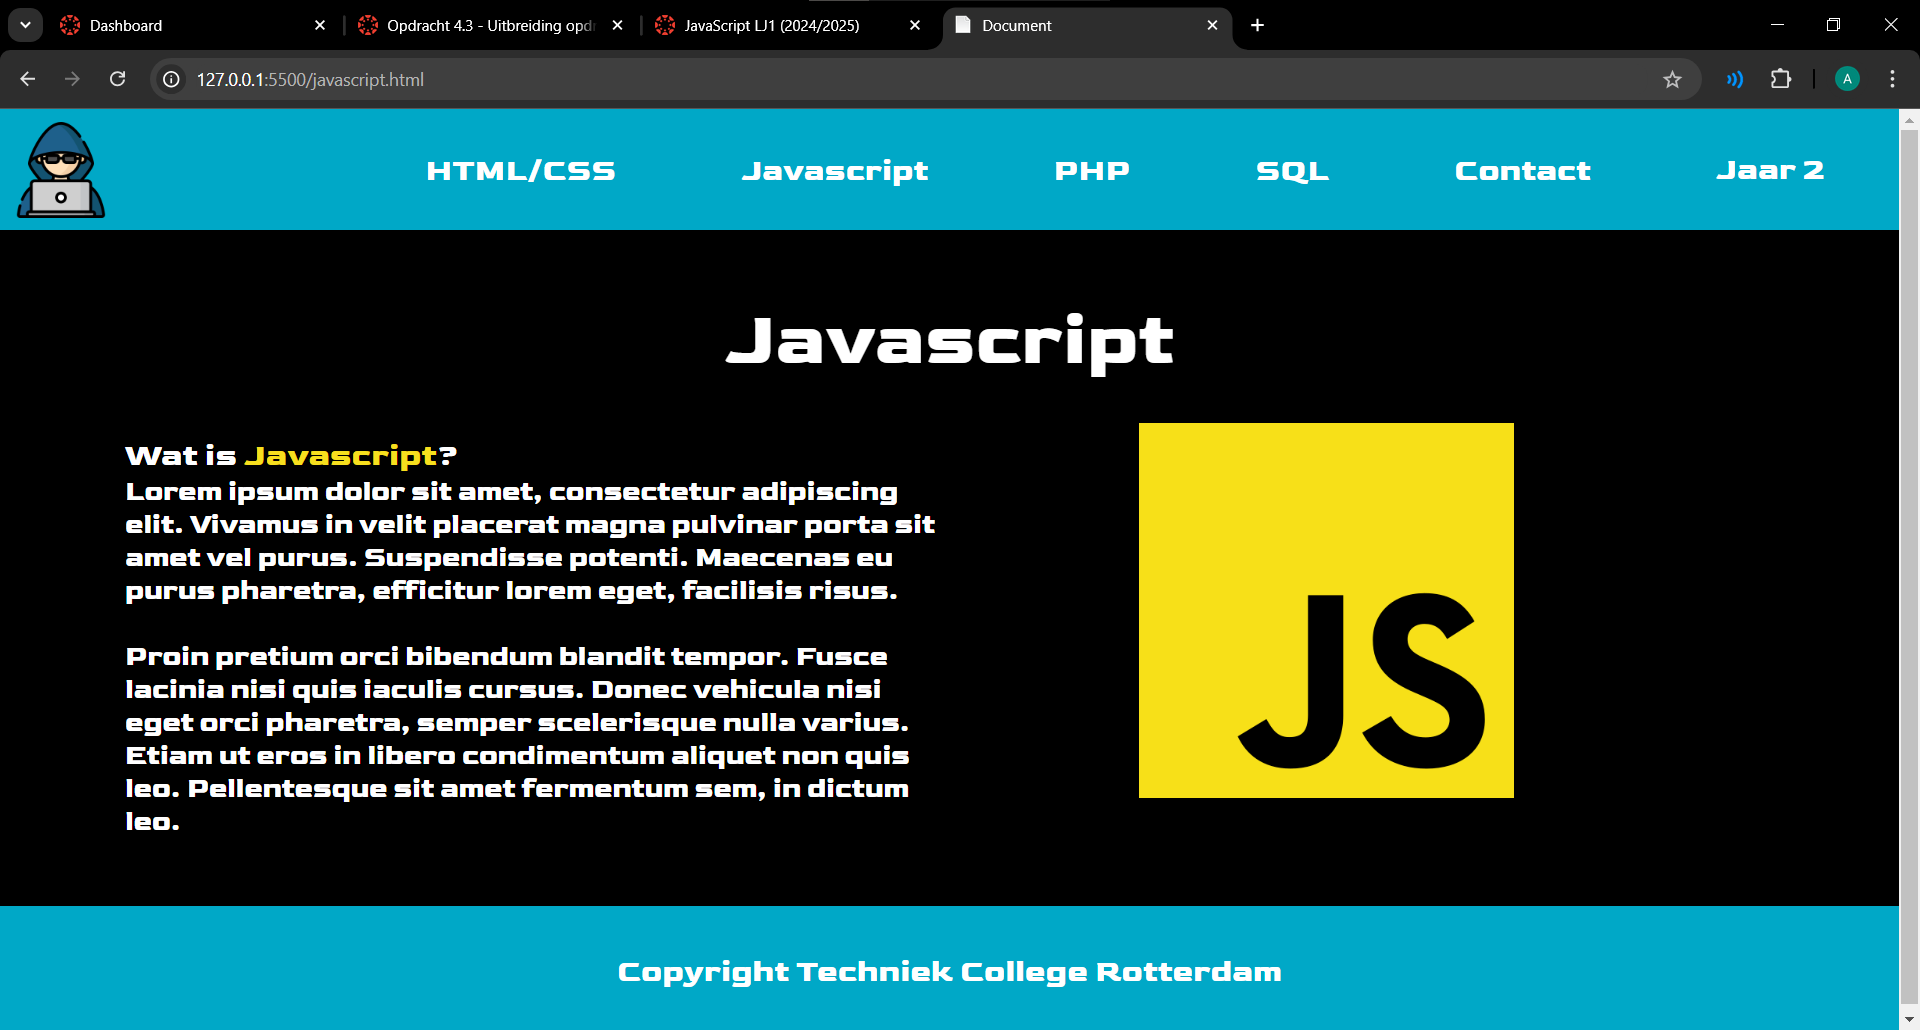 Dashboard
Opdracht 4.3 - Uitbreiding opd
JavaScript LJ1 (2024/2025)
Document
127.0.0.1:5500/javascript.html
A
HTML/CSS
Javascript
PHP
SQL
Contact
Jaar 2
Javascript
Wat is Javascript?
Lorem ipsum dolor sit amet, consectetur adipiscing
elit. Vivamus in velit placerat magna pulvinar porta sit
amet vel purus. Suspendisse potenti. Maecenas eu
purus pharetra, efficitur lorem eget, facilisis risus.
Proin pretium orci bibendum blandit tempor. Fusce
lacinia nisi quis iaculis cursus. Donec vehicula nisi
eget orci pharetra, semper scelerisque nulla varius.
Etiam ut eros in libero condimentum aliquet non quis
leo. Pellentesque sit amet fermentum sem, in dictum
leo.
JS
Copyright Techniek College Rotterdam